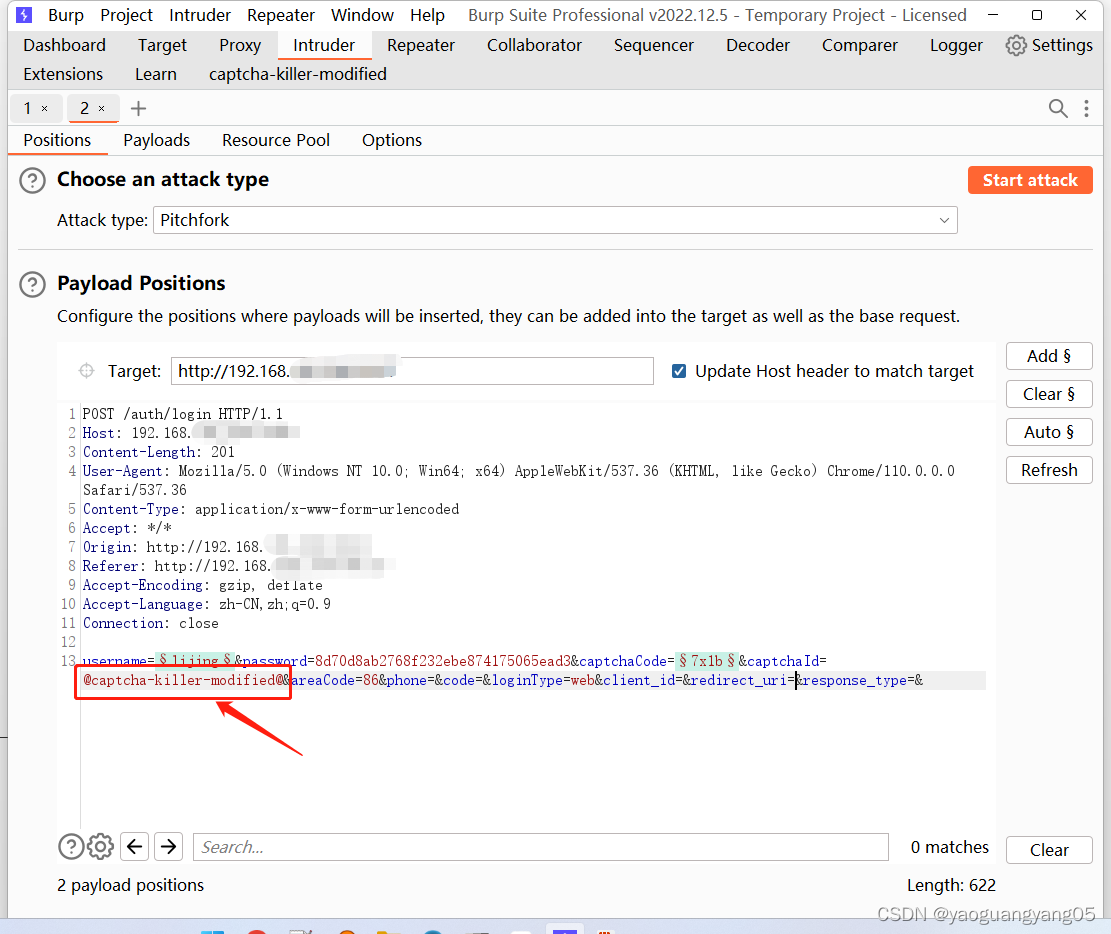 Burp Project Intruder Repeater Window Help Burp Suite Professional v2022.12.5 - Temporary Project - Licensed
Dashboard Target Proxy Intruder Repeater Collaborator Sequencer Decoder Comparer Logger Settings
Extensions Learn captcha-killer-modified
1 × 2 × +
Positions Payloads Resource Pool Options
? Choose an attack type Start attack
Attack type: Pitchfork
? Payload Positions
Configure the positions where payloads will be inserted, they can be added into the target as well as the base request.
Target: http://192.168. Update Host header to match target
Add §
Clear §
Auto §
Refresh
1 POST /auth/login HTTP/1.1
2 Host: 192.168.
3 Content-Length: 201
4 User-Agent: Mozilla/5.0 (Windows NT 10.0; Win64; x64) AppleWebKit/537.36 (KHTML, like Gecko) Chrome/110.0.0.0
Safari/537.36
5 Content-Type: application/x-www-form-urlencoded
6 Accept: */*
7 Origin: http://192.168.
8 Referer: http://192.168.
9 Accept-Encoding: gzip, deflate
10 Accept-Language: zh-CN,zh;q=0.9
11 Connection: close
12
13 username=§lijing§&password=8d70d8ab2768f232ebe874175065ead3&captchaCode=§7x1b§&captchaId=
@captcha-killer-modified@&areaCode=86&phone=&code=&loginType=web&client_id=&redirect_uri=&response_type=&
? Search... 0 matches Clear
2 payload positions Length: 622
CSDN @yaoguangyang05